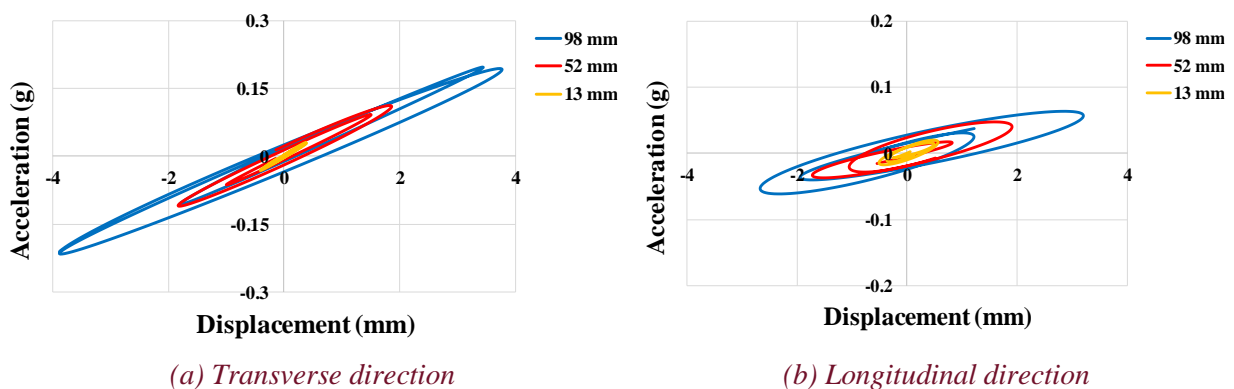 0.3
0.15
0
-0.15
-0.3
-4
-2
0
2
4
Acceleration (g)
Displacement (mm)
98 mm
52 mm
13 mm
(a) Transverse direction
0.2
0.1
0
-0.1
-0.2
-4
-2
0
2
4
Acceleration (g)
Displacement (mm)
98 mm
52 mm
13 mm
(b) Longitudinal direction